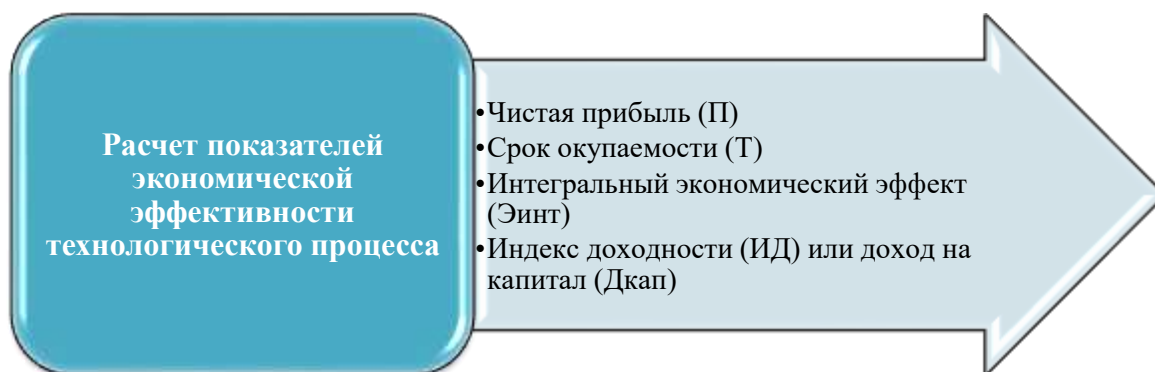 Расчет показателей
экономической
эффективности
технологического процесса
•Чистая прибыль (П)
•Срок окупаемости (Т)
•Интегральный экономический эффект
(Эинт)
•Индекс доходности (ИД) или доход на
капитал (Дкап)